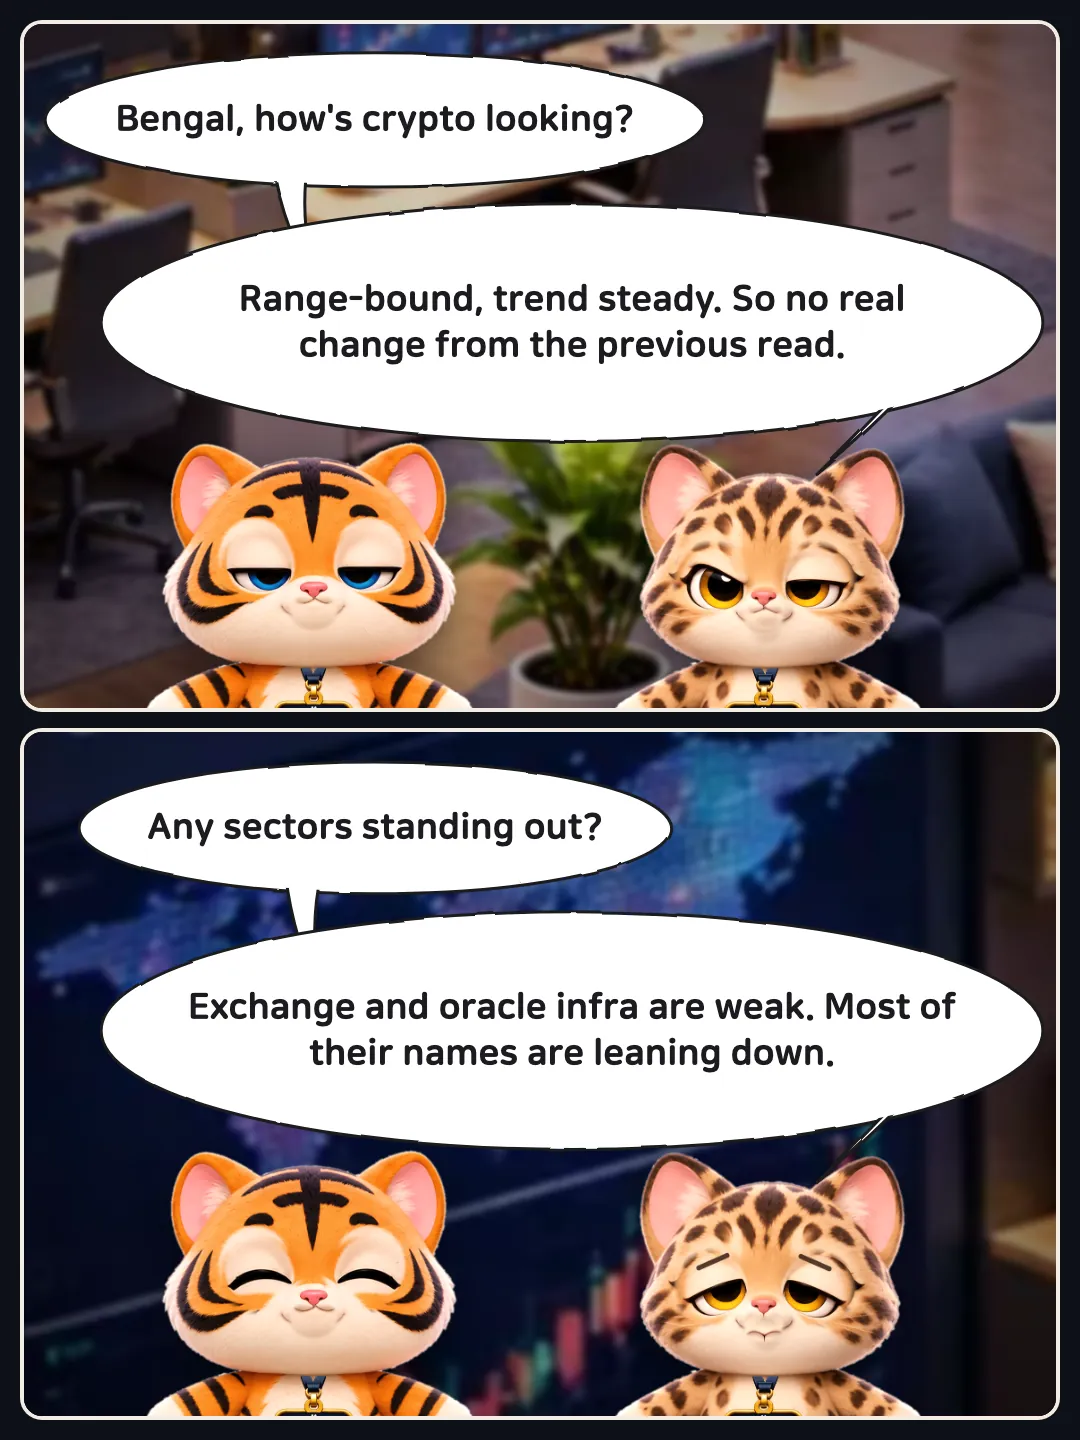 Bengal, how's crypto looking?
Range-bound, trend steady. So no real
change from the previous read.
Any sectors standing out?
Exchange and oracle infra are weak. Most of
their names are leaning down.